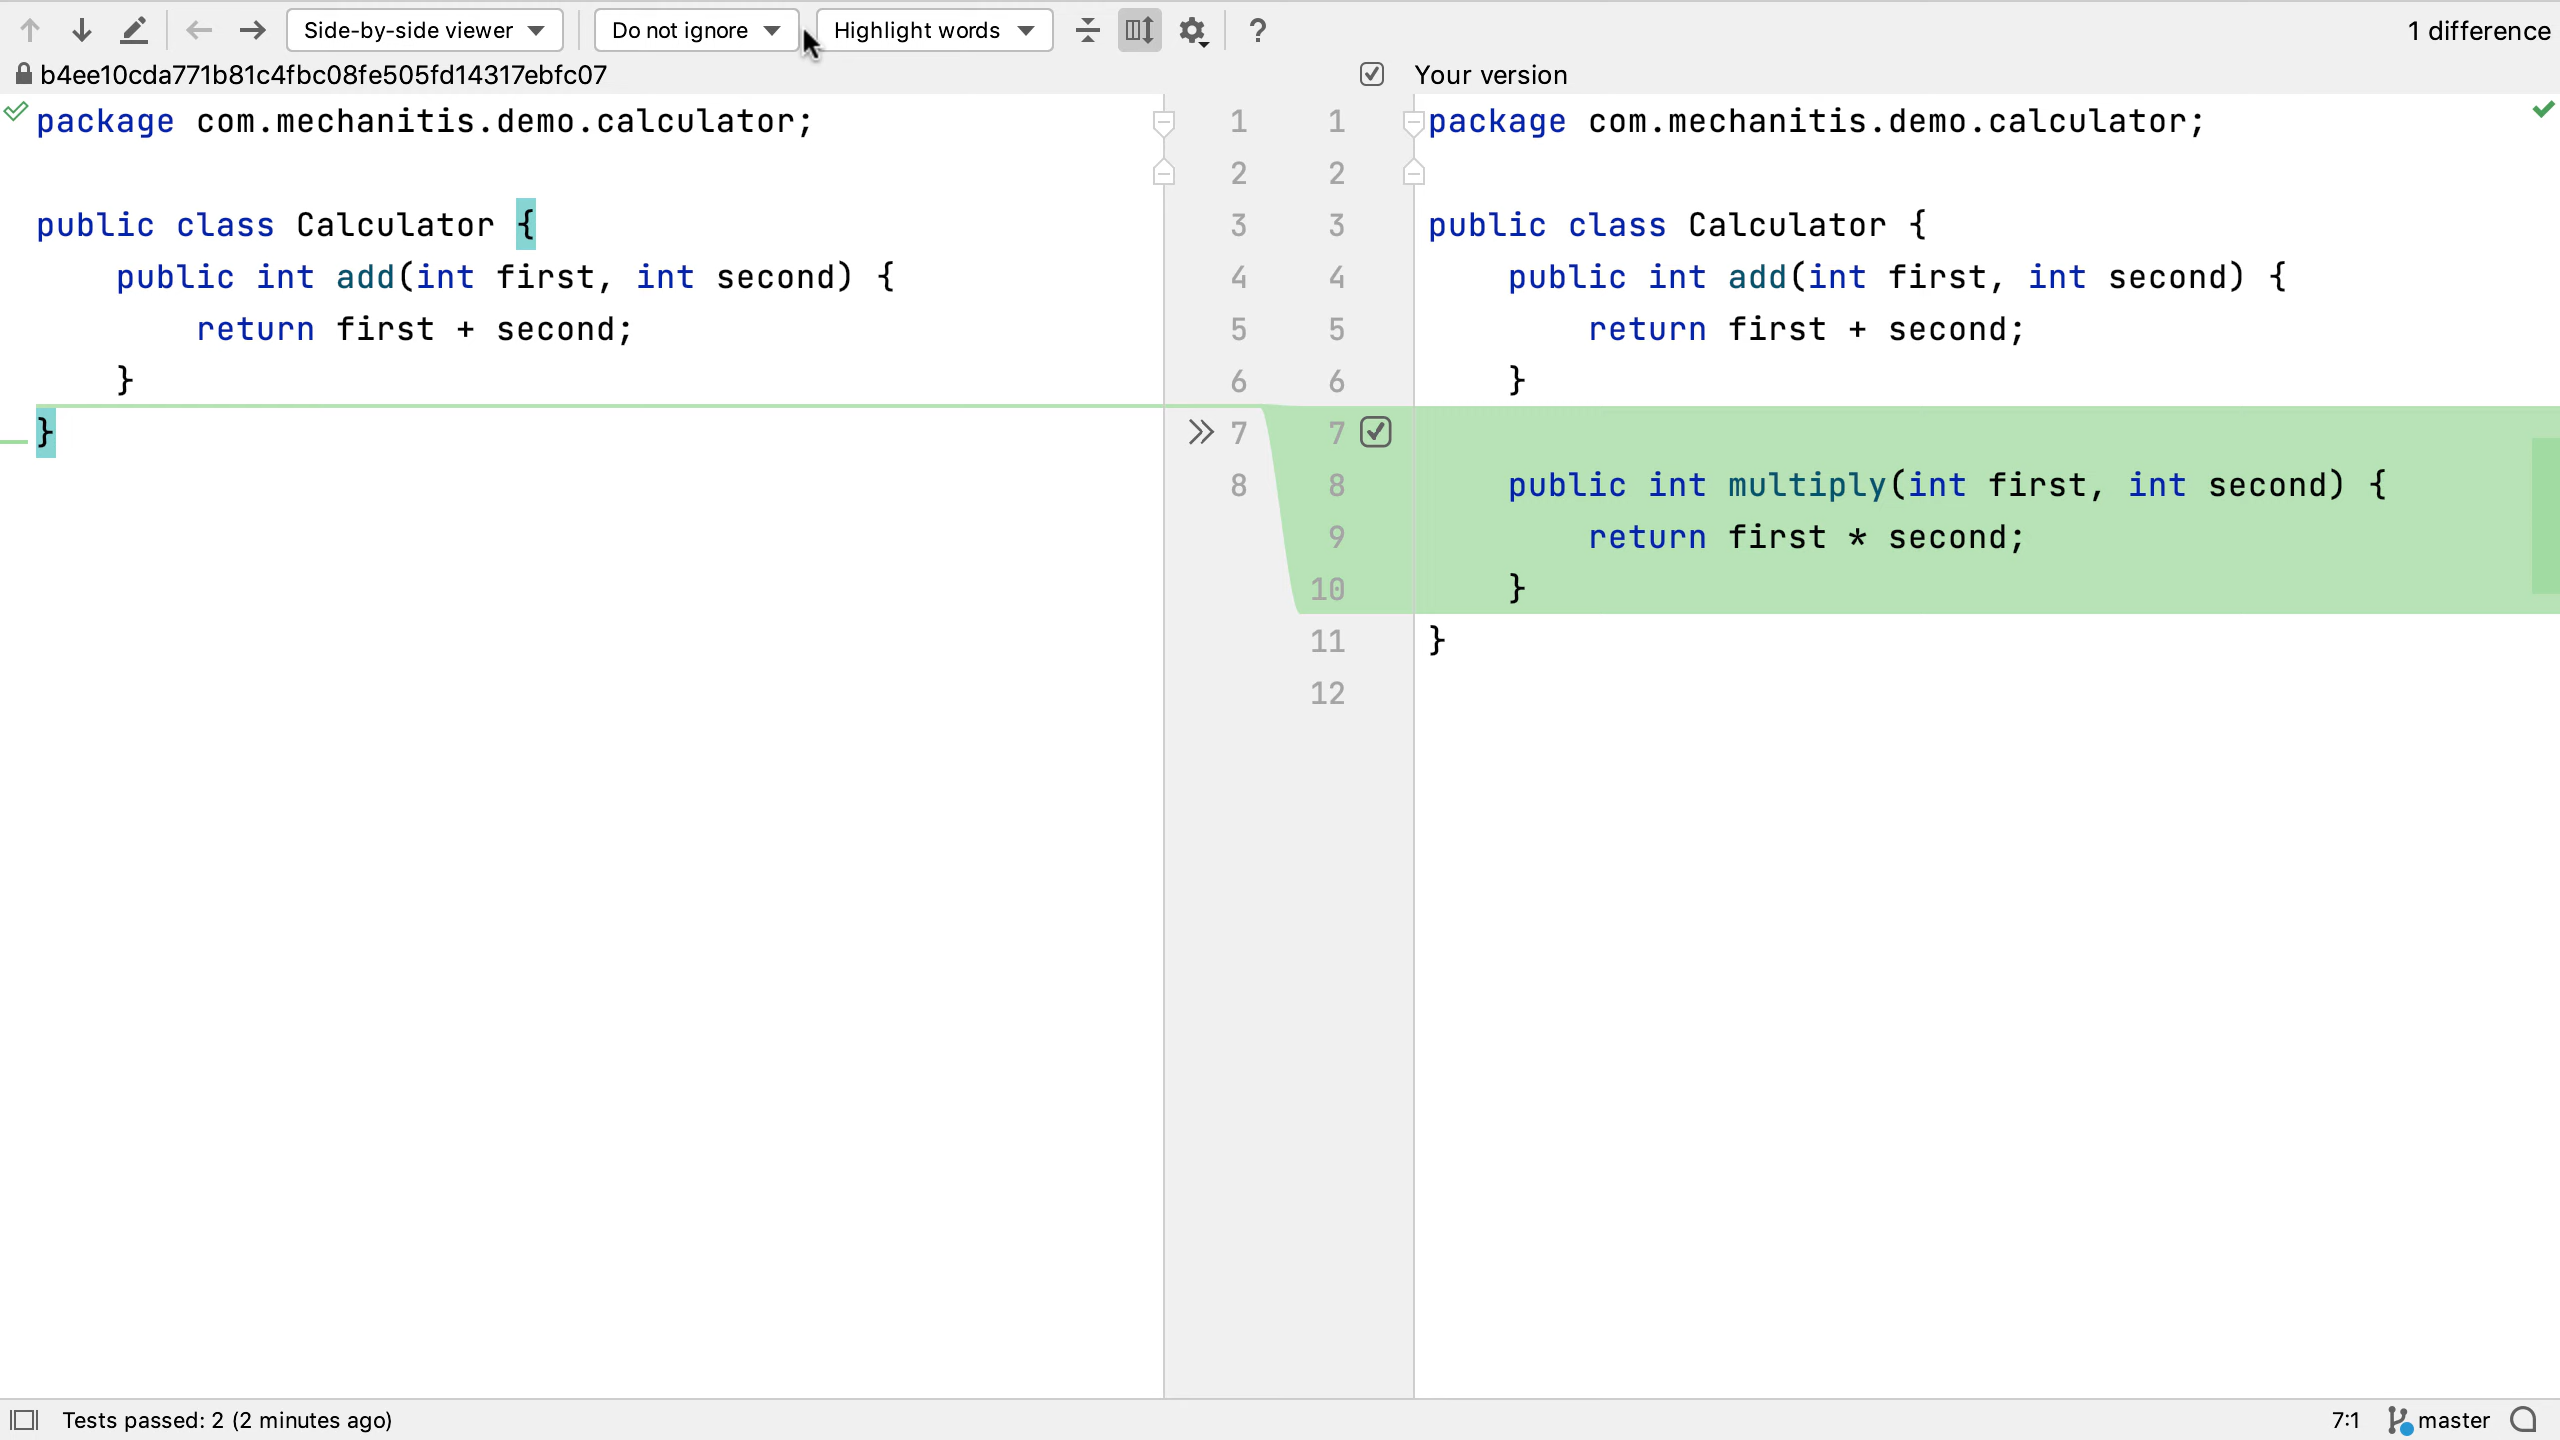 Side-by-side viewer Do not ignore Highlight words ? 1 difference
b4ee10cda771b81c4fbc08fe505fd14317ebfc07
Your version
package com.mechanitis.demo.calculator;

public class Calculator {
    public int add(int first, int second) {
        return first + second;
    }
}
1 1
2 2
3 3
4 4
5 5
6 6
7 7
8 8
9
10
11
12
package com.mechanitis.demo.calculator;

public class Calculator {
    public int add(int first, int second) {
        return first + second;
    }

    public int multiply(int first, int second) {
        return first * second;
    }
}
Tests passed: 2 (2 minutes ago) 7:1 master